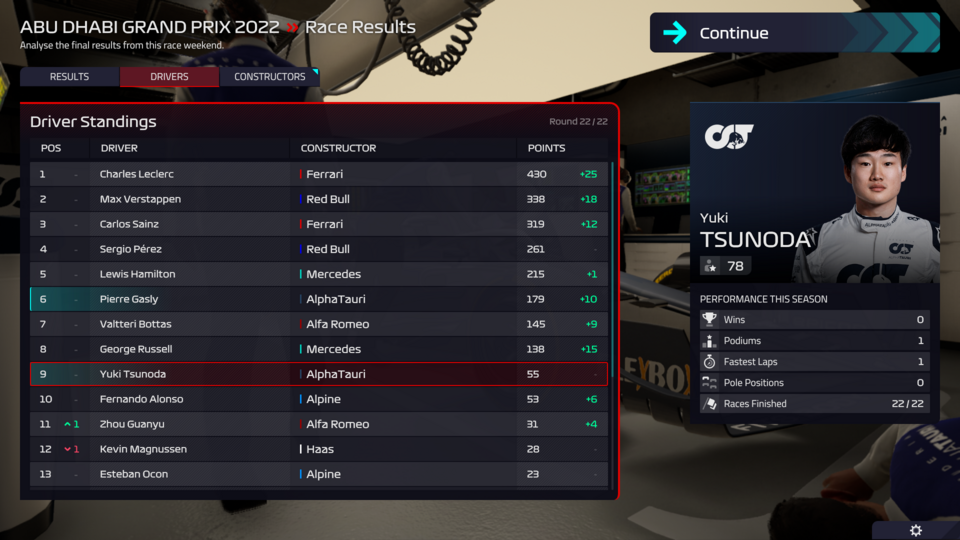 ABU DHABI GRAND PRIX 2022 » Race Results
Analyse the final results from this race weekend.
Continue
RESULTS DRIVERS CONSTRUCTORS
Driver Standings Round 22 / 22
POS DRIVER CONSTRUCTOR POINTS
1 - Charles Leclerc Ferrari 430 +25
2 - Max Verstappen Red Bull 338 +18
3 - Carlos Sainz Ferrari 319 +12
4 - Sergio Pérez Red Bull 261 -
5 - Lewis Hamilton Mercedes 215 +1
6 - Pierre Gasly AlphaTauri 179 +10
7 - Valtteri Bottas Alfa Romeo 145 +9
8 - George Russell Mercedes 138 +15
9 - Yuki Tsunoda AlphaTauri 55 -
10 - Fernando Alonso Alpine 53 +6
11 1 Zhou Guanyu Alfa Romeo 31 +4
12 1 Kevin Magnussen Haas 28 -
13 - Esteban Ocon Alpine 23 -
Yuki
TSUNODA
78
PERFORMANCE THIS SEASON
Wins 0
Podiums 1
Fastest Laps 1
Pole Positions 0
Races Finished 22 / 22